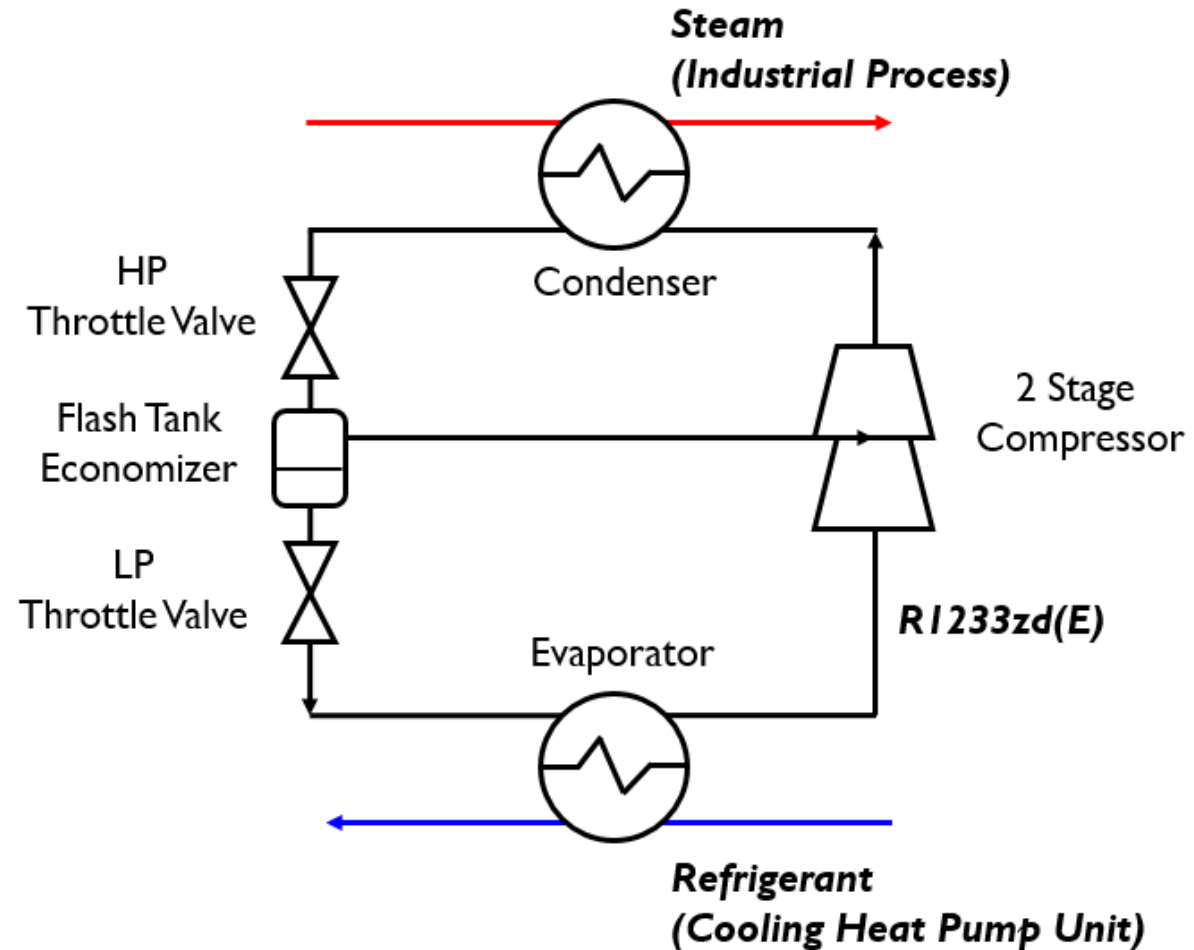 Steam
(Industrial Process)
HP
Throttle Valve
Condenser
Flash Tank
Economizer
2 Stage
Compressor
LP
Throttle Valve
R1233zd(E)
Evaporator
Refrigerant
(Cooling Heat Pump Unit)